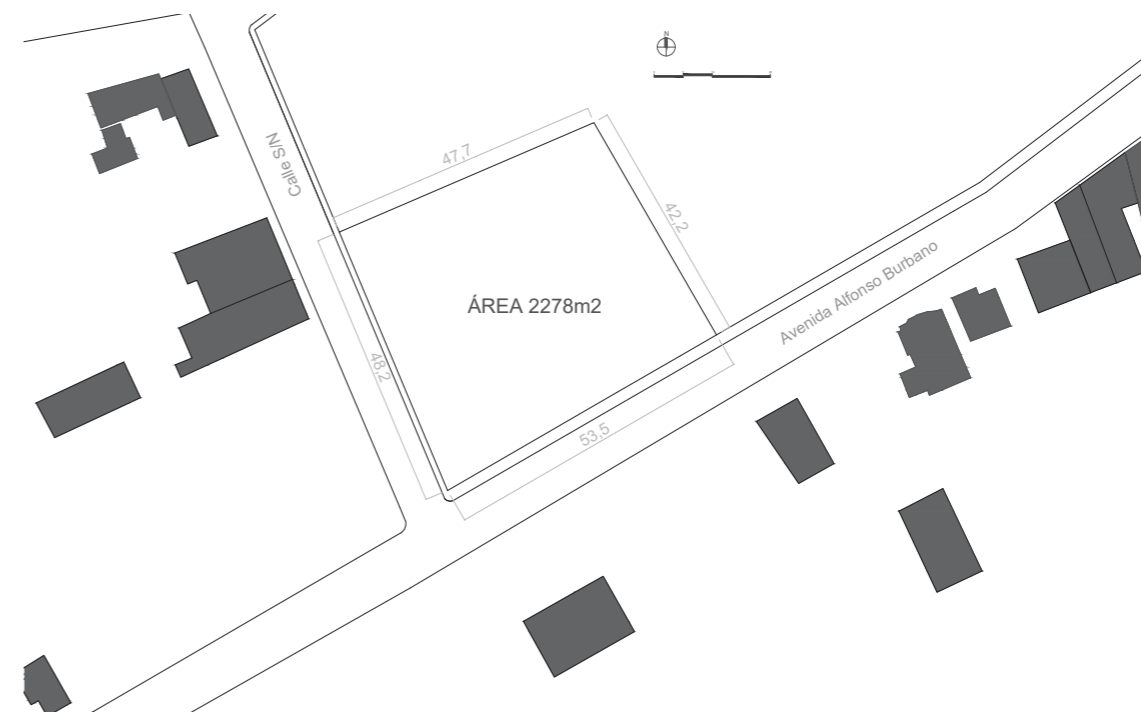 N
Calle S/N
47,7
42,2
ÁREA 2278m2
Avenida Alfonso Burbano
48,2
53,5